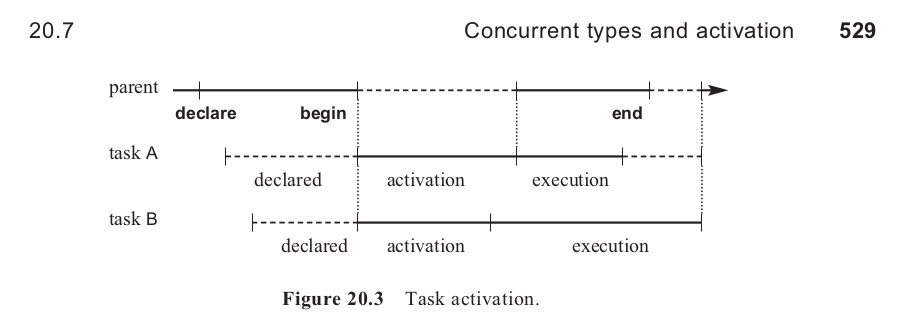 20.7 Concurrent types and activation 529
parent
declare begin end
task A
declared activation execution
task B
declared activation execution
Figure 20.3 Task activation.